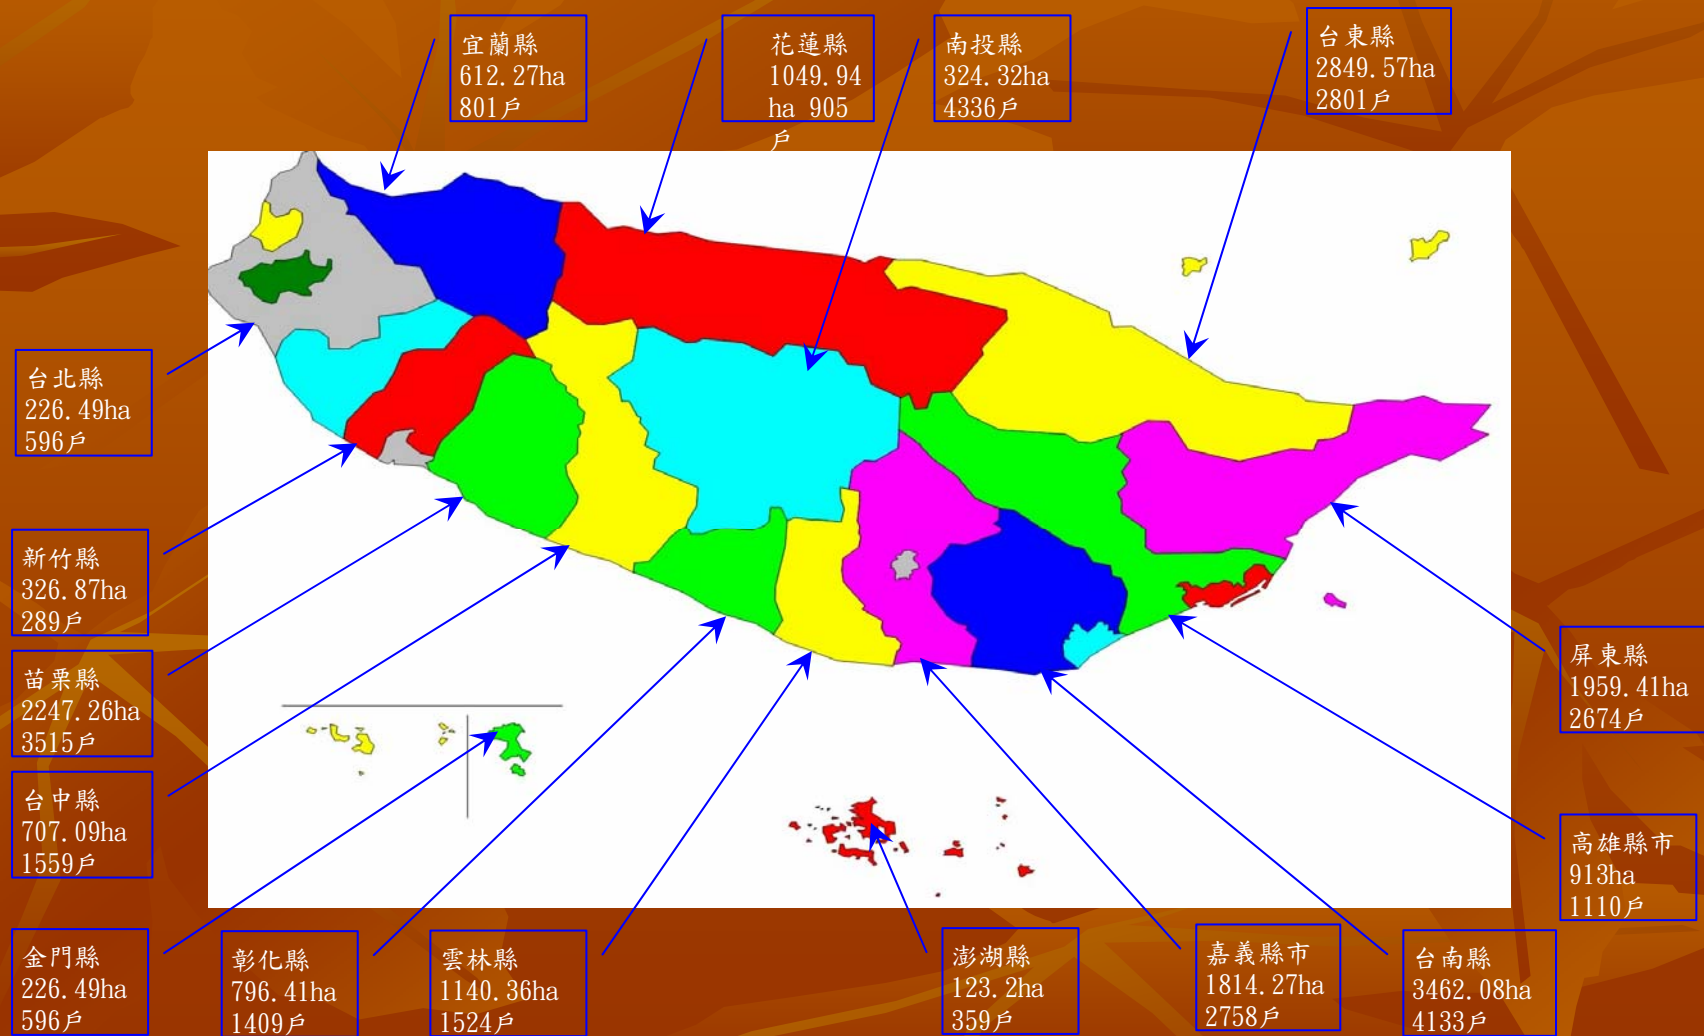 宜蘭縣
612.27ha
801戶
花蓮縣
1049.94
ha 905
戶
南投縣
324.32ha
4336戶
台東縣
2849.57ha
2801戶
台北縣
226.49ha
596戶
新竹縣
326.87ha
289戶
苗栗縣
2247.26ha
3515戶
台中縣
707.09ha
1559戶
屏東縣
1959.41ha
2674戶
高雄縣市
913ha
1110戶
金門縣
226.49ha
596戶
彰化縣
796.41ha
1409戶
雲林縣
1140.36ha
1524戶
澎湖縣
123.2ha
359戶
嘉義縣市
1814.27ha
2758戶
台南縣
3462.08ha
4133戶